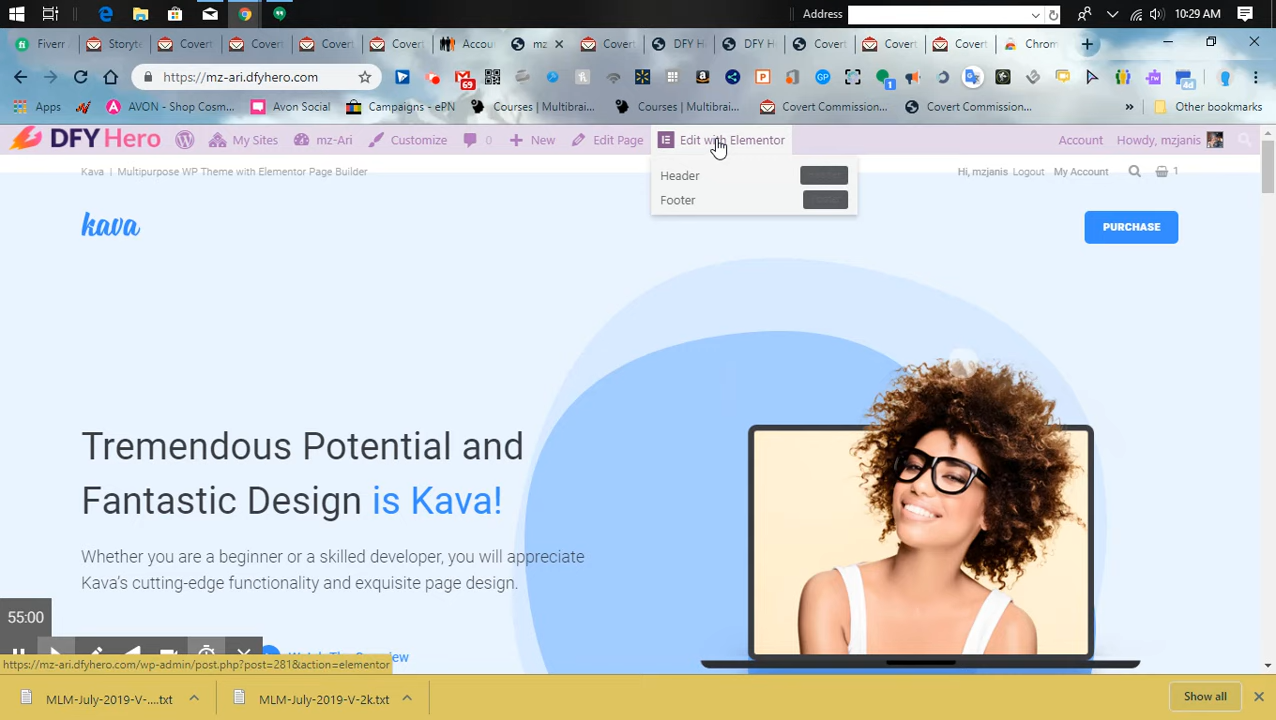 Address
10:29 AM
Fiverr
Storyte
Covert
Covert
Covert
Covert
Accou
mz
Covert
DFY H
DFY H
Covert
Covert
Covert
Chrom
https://mz-ari.dfyhero.com
69
GP
1
4d
Apps
AVON - Shop Cosm...
Avon Social
Campaigns - ePN
Courses | Multibrai...
Courses | Multibrai...
Covert Commission...
Covert Commission...
»
Other bookmarks
DFY Hero
My Sites
mz-Ari
Customize
0
New
Edit Page
Edit with Elementor
Account
Howdy, mzjanis
Header
Footer
Kava | Multipurpose WP Theme with Elementor Page Builder
Hi, mzjanis Logout My Account
1
kava
PURCHASE
Tremendous Potential and
Fantastic Design is Kava!
Whether you are a beginner or a skilled developer, you will appreciate
Kava's cutting-edge functionality and exquisite page design.
55:00
https://mz-ari.dfyhero.com/wp-admin/post.php?post=281&action=elementor
MLM-July-2019-V-....txt
MLM-July-2019-V-2k.txt
Show all